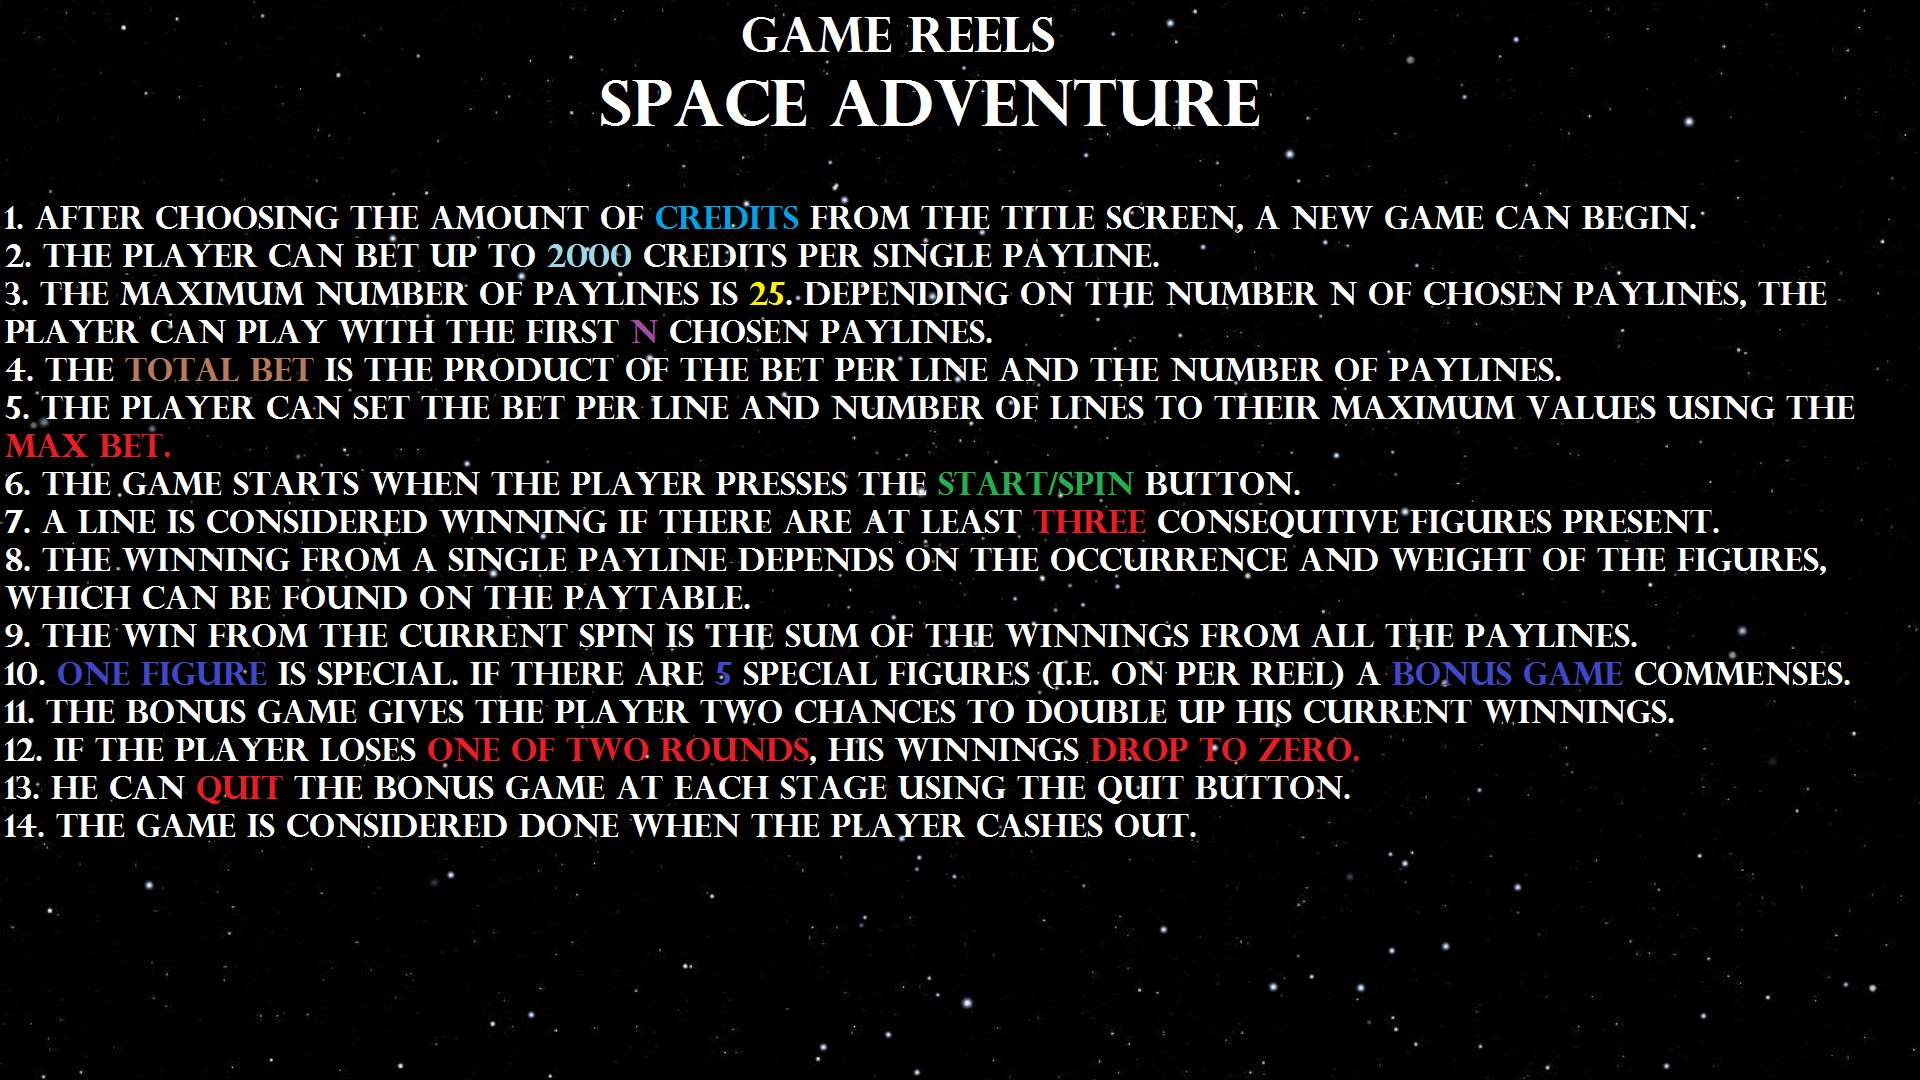 GAME REELS
SPACE ADVENTURE
1. AFTER CHOOSING THE AMOUNT OF CREDITS FROM THE TITLE SCREEN, A NEW GAME CAN BEGIN.
2. THE PLAYER CAN BET UP TO 2000 CREDITS PER SINGLE PAYLINE.
3. THE MAXIMUM NUMBER OF PAYLINES IS 25. DEPENDING ON THE NUMBER N OF CHOSEN PAYLINES, THE
PLAYER CAN PLAY WITH THE FIRST N CHOSEN PAYLINES.
4. THE TOTAL BET IS THE PRODUCT OF THE BET PER LINE AND THE NUMBER OF PAYLINES.
5. THE PLAYER CAN SET THE BET PER LINE AND NUMBER OF LINES TO THEIR MAXIMUM VALUES USING THE
MAX BET.
6. THE GAME STARTS WHEN THE PLAYER PRESSES THE START/SPIN BUTTON.
7. A LINE IS CONSIDERED WINNING IF THERE ARE AT LEAST THREE CONSEQUTIVE FIGURES PRESENT.
8. THE WINNING FROM A SINGLE PAYLINE DEPENDS ON THE OCCURRENCE AND WEIGHT OF THE FIGURES,
WHICH CAN BE FOUND ON THE PAYTABLE.
9. THE WIN FROM THE CURRENT SPIN IS THE SUM OF THE WINNINGS FROM ALL THE PAYLINES.
10. ONE FIGURE IS SPECIAL. IF THERE ARE 5 SPECIAL FIGURES (I.E. ON PER REEL) A BONUS GAME COMMENSES.
11. THE BONUS GAME GIVES THE PLAYER TWO CHANCES TO DOUBLE UP HIS CURRENT WINNINGS.
12. IF THE PLAYER LOSES ONE OF TWO ROUNDS, HIS WINNINGS DROP TO ZERO.
13. HE CAN QUIT THE BONUS GAME AT EACH STAGE USING THE QUIT BUTTON.
14. THE GAME IS CONSIDERED DONE WHEN THE PLAYER CASHES OUT.